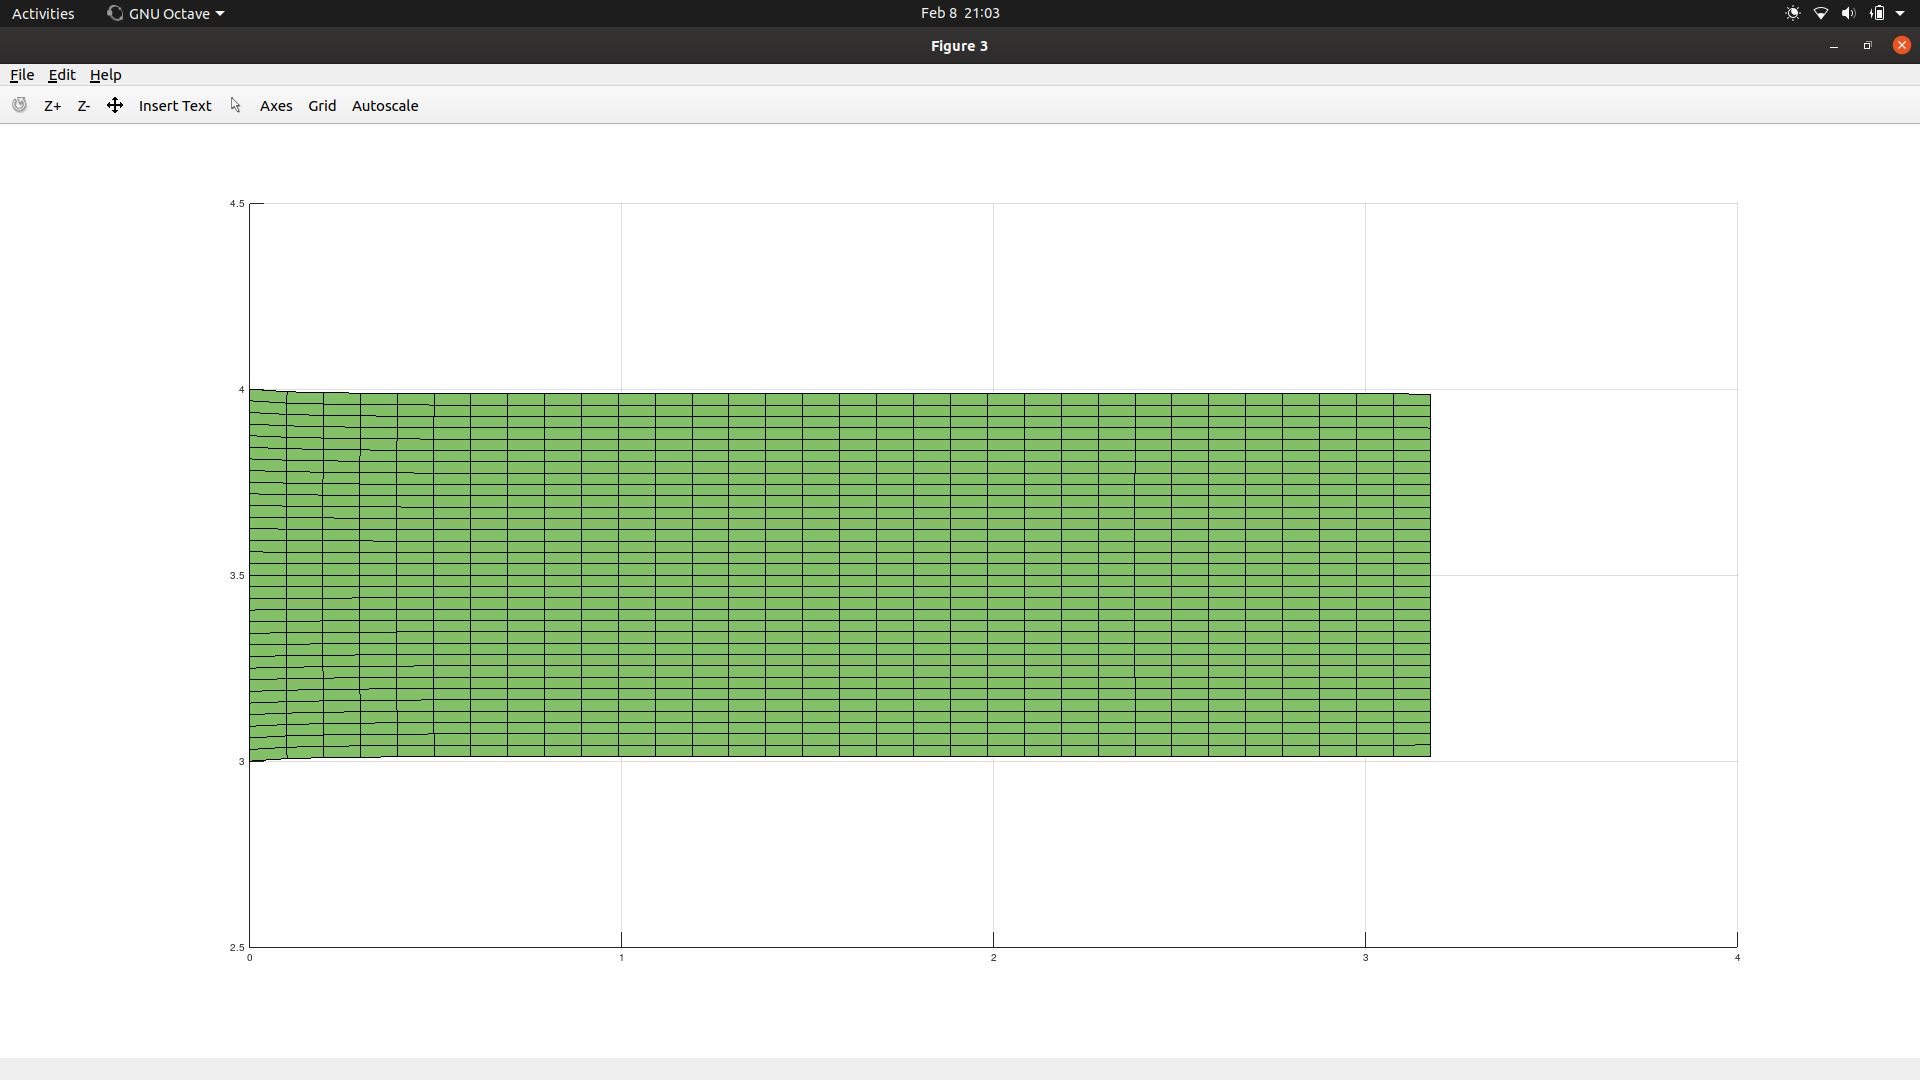 Activities GNU Octave Feb 8 21:03
Figure 3
File Edit Help
Z+ Z- Insert Text Axes Grid Autoscale
4.5
4
3.5
3
2.5
0 1 2 3 4